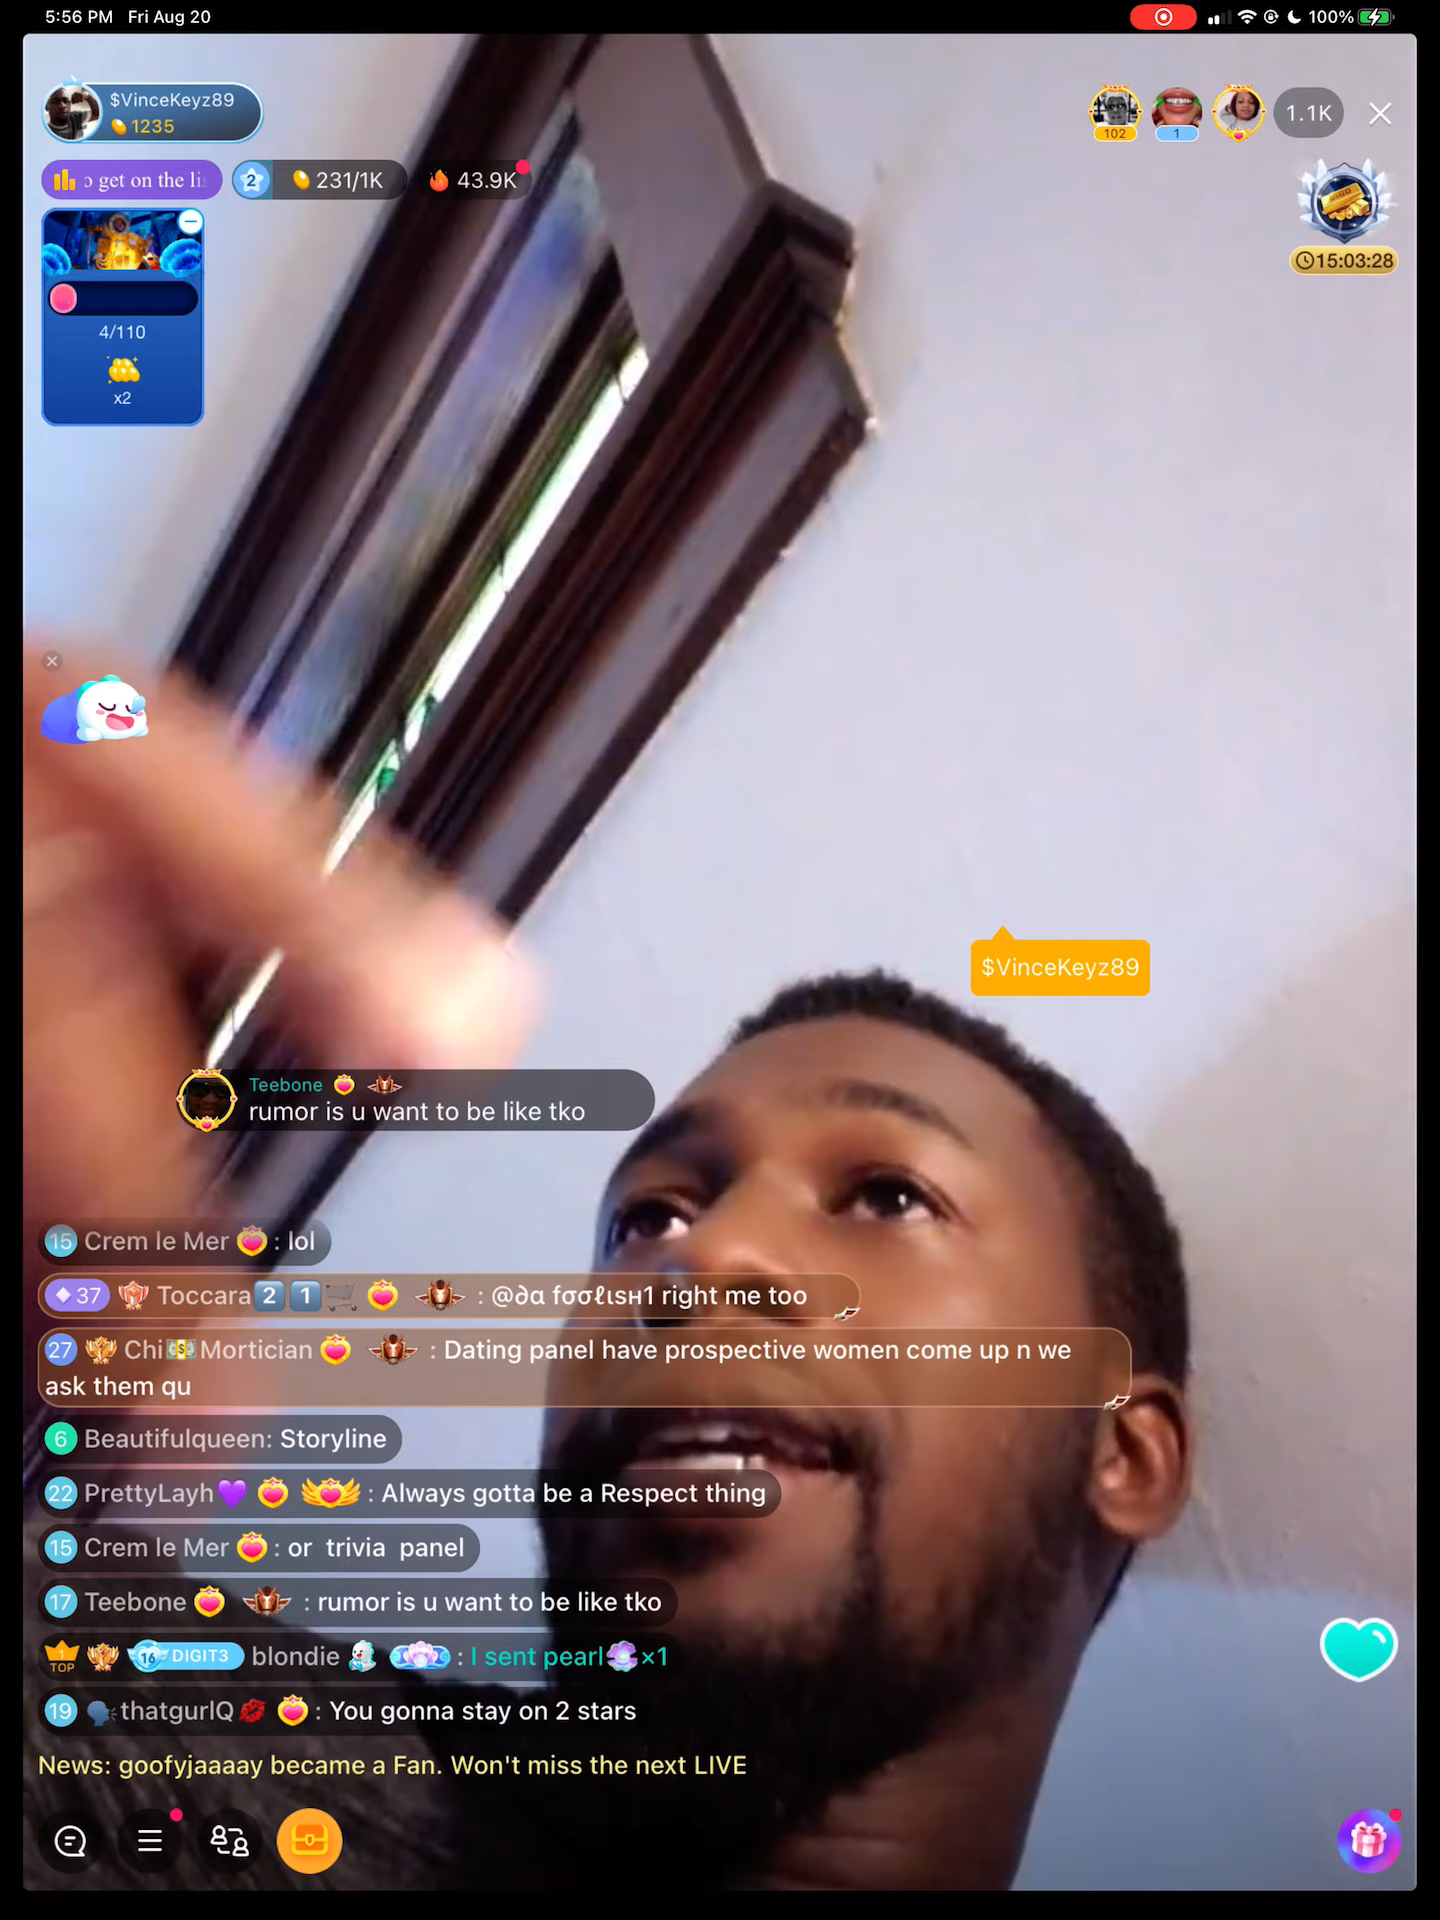 5:56 PM Fri Aug 20
100%
$VinceKeyz89
1235
102
1
1.1K
get on the
2
231/1K
43.9K
15:03:28
4/110
x2
$VinceKeyz89
Teebone
rumor is u want to be like tko
15 Crem le Mer : lol
37 Toccara 2 1 : @∂α fσσℓιsн1 right me too
27 Chi Mortician : Dating panel have prospective women come up n we
ask them qu
6 Beautifulqueen: Storyline
22 PrettyLayh💜 : Always gotta be a Respect thing
15 Crem le Mer : or trivia panel
17 Teebone : rumor is u want to be like tko
1 TOP 16 DIGIT3 blondie : I sent pearl ×1
19 thatgurlQ : You gonna stay on 2 stars
News: goofyjaaaay became a Fan. Won't miss the next LIVE